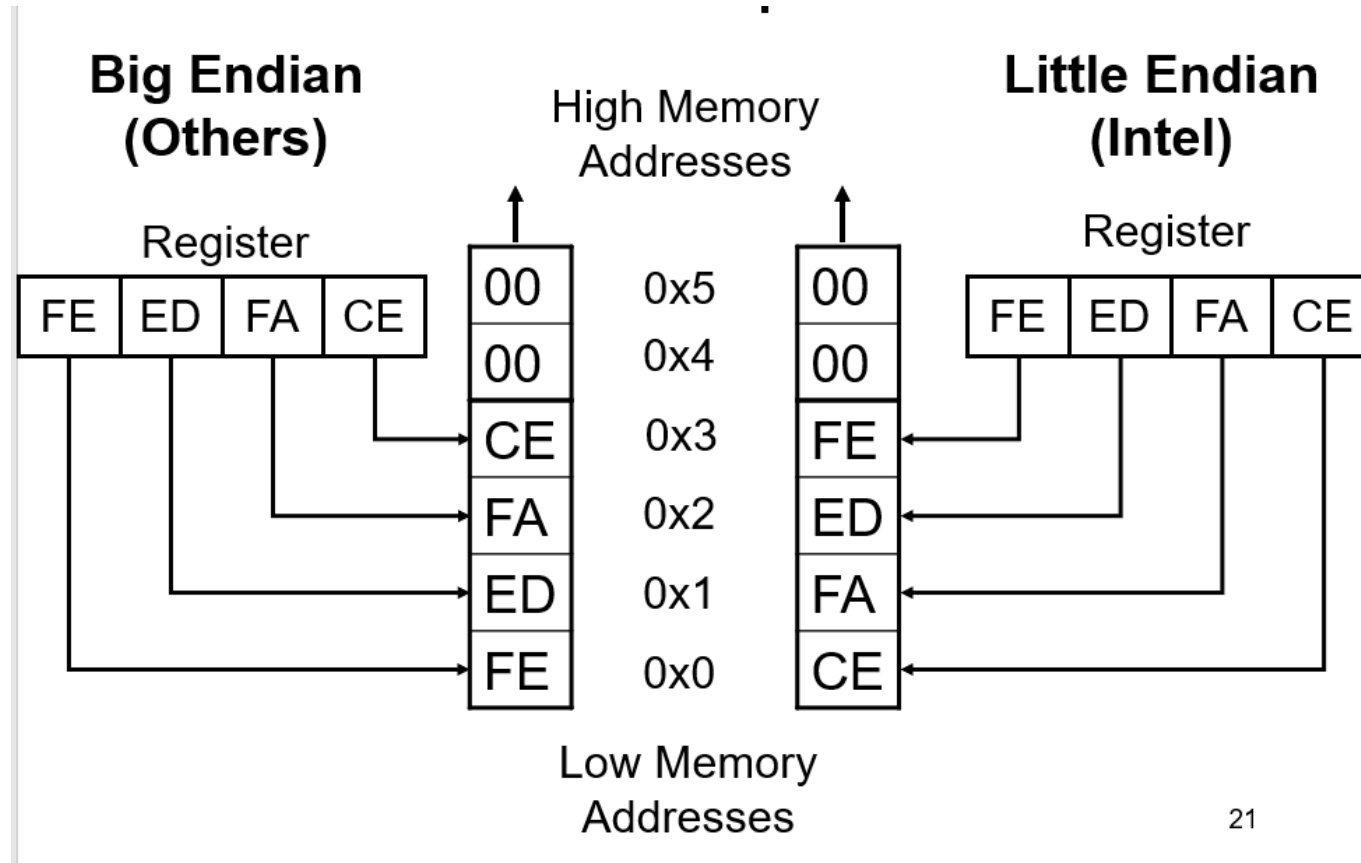 Big Endian
(Others)
High Memory
Addresses
Little Endian
(Intel)
Register
Register
FE ED FA CE
FE ED FA CE
00 0x5 00
00 0x4 00
CE 0x3 FE
FA 0x2 ED
ED 0x1 FA
FE 0x0 CE
Low Memory
Addresses
21